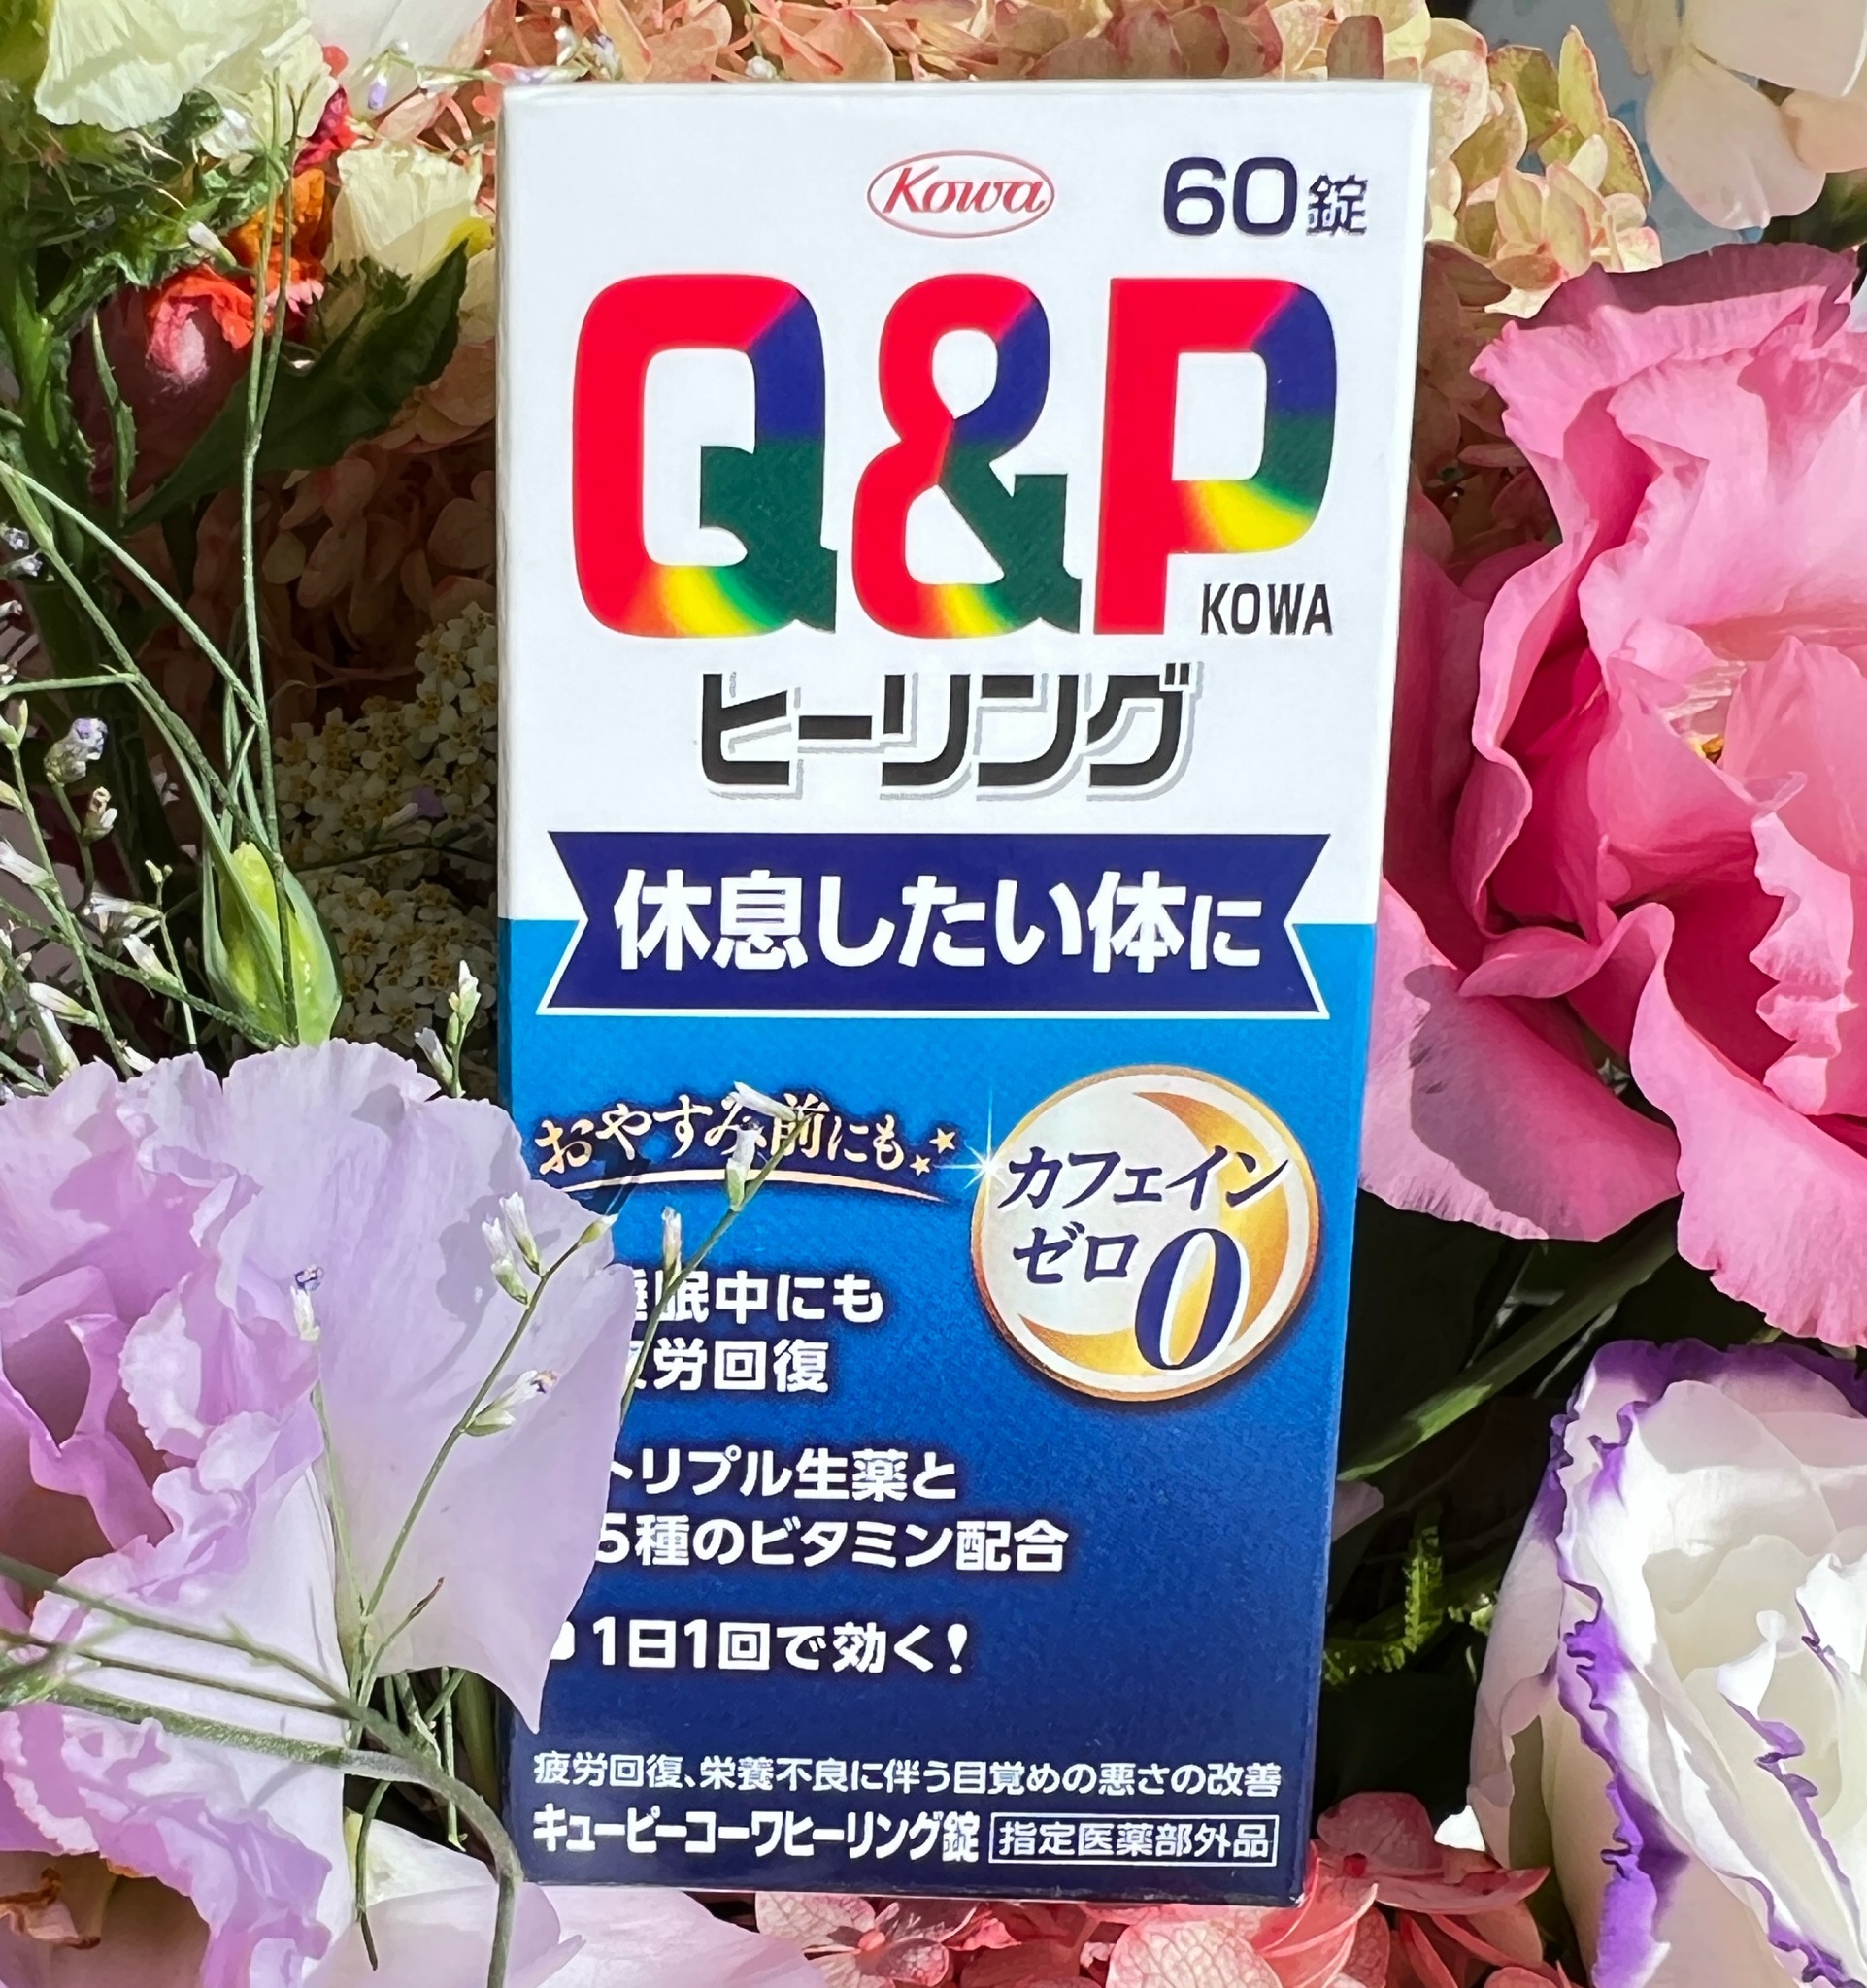 Kowa
60錠
Q&P
KOWA
ヒーリング
休息したい体に
おやすみ前にも
カフェイン
ゼロ0
眠中にも
労回復
トリプル生薬と
5種のビタミン配合
1日1回で効く!
疲労回復、栄養不良に伴う目覚めの悪さの改善
キューピーコーワヒーリング錠 指定医薬部外品